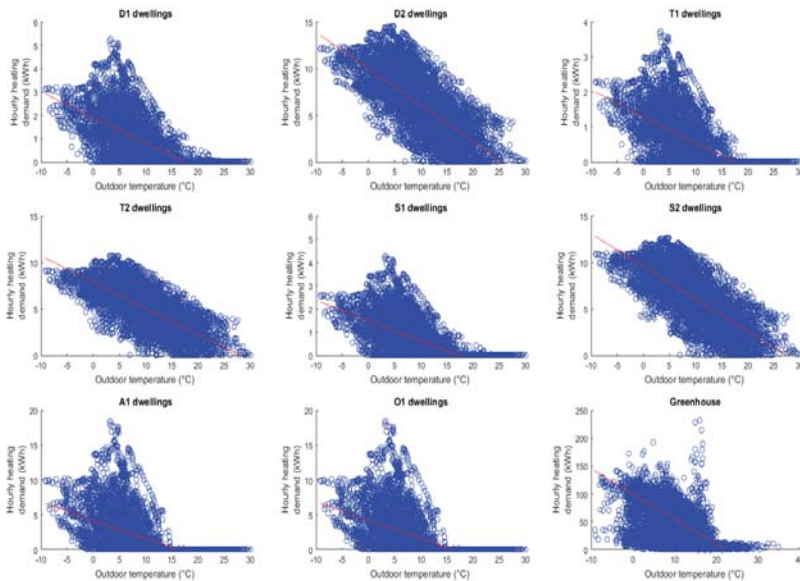 D1 dwellings
6
5
4
3
2
1
0
Hourly heating
demand (kWh)
-10 -5 0 5 10 15 20 25 30
Outdoor temperature (°C)
D2 dwellings
15
10
5
0
Hourly heating
demand (kWh)
-10 -5 0 5 10 15 20 25 30
Outdoor temperature (°C)
T1 dwellings
4
3
2
1
0
Hourly heating
demand (kWh)
-10 -5 0 5 10 15 20 25 30
Outdoor temperature (°C)
T2 dwellings
15
10
5
0
Hourly heating
demand (kWh)
-10 -5 0 5 10 15 20 25 30
Outdoor temperature (°C)
S1 dwellings
6
5
4
3
2
1
0
Hourly heating
demand (kWh)
-10 -5 0 5 10 15 20 25 30
Outdoor temperature (°C)
S2 dwellings
15
10
5
0
Hourly heating
demand (kWh)
-10 -5 0 5 10 15 20 25 30
Outdoor temperature (°C)
A1 dwellings
20
15
10
5
0
Hourly heating
demand (kWh)
-10 -5 0 5 10 15 20 25 30
Outdoor temperature (°C)
O1 dwellings
20
15
10
5
0
Hourly heating
demand (kWh)
-10 -5 0 5 10 15 20 25 30
Outdoor temperature (°C)
Greenhouse
250
200
150
100
50
0
Hourly heating
demand (kWh)
-10 0 10 20 30 40
Outdoor temperature (°C)